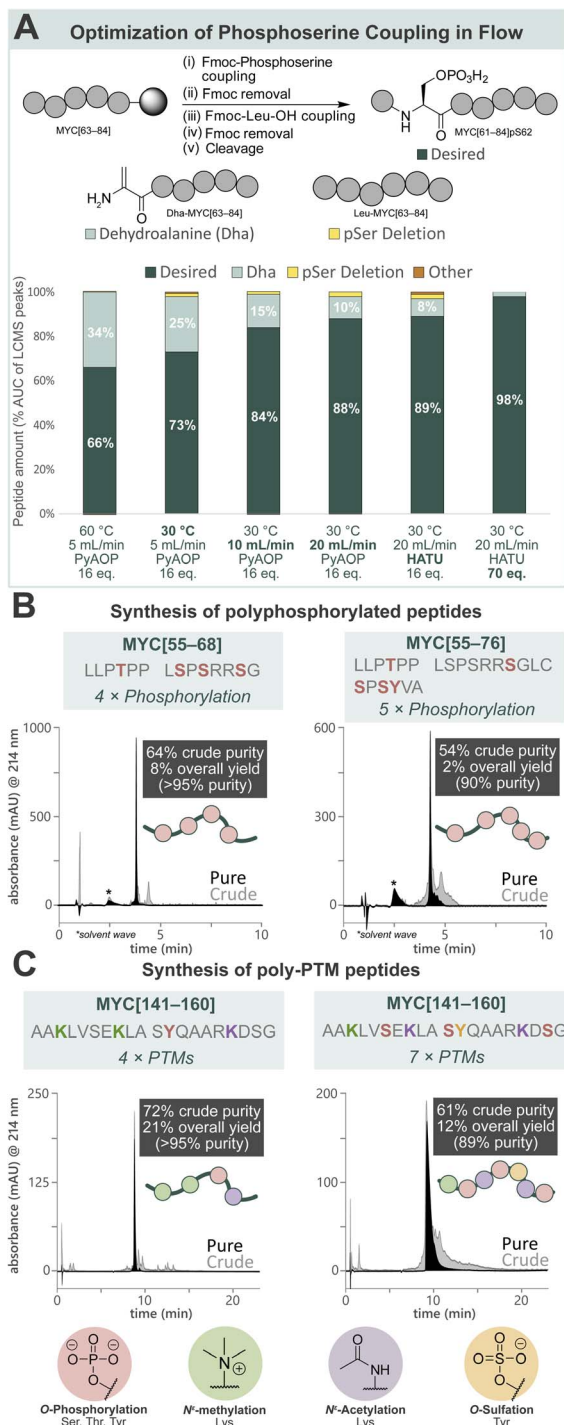 A Optimization of Phosphoserine Coupling in Flow
(i) Fmoc-Phosphoserine
coupling
(ii) Fmoc removal
(iii) Fmoc-Leu-OH coupling
(iv) Fmoc removal
(v) Cleavage
MYC[63–84]
OPO₃H₂
N
H
O
MYC[61–84]pS62
Desired
H₂N
O
Dha-MYC[63–84]
Leu-MYC[63–84]
Dehydroalanine (Dha)
pSer Deletion
Desired Dha pSer Deletion Other
Peptide amount (% AUC of LCMS peaks)
100%
80%
60%
40%
20%
0%
34% 25% 15% 10% 8%
66% 73% 84% 88% 89% 98%
60 °C 30 °C 30 °C 30 °C 30 °C 30 °C
5 mL/min 5 mL/min 10 mL/min 20 mL/min 20 mL/min 20 mL/min
PyAOP PyAOP PyAOP PyAOP HATU HATU
16 eq. 16 eq. 16 eq. 16 eq. 16 eq. 70 eq.
B Synthesis of polyphosphorylated peptides
MYC[55–68]
LLPTPP LSPSRRSG
4 × Phosphorylation
absorbance (mAU) @ 214 nm
1000
500
0
64% crude purity
8% overall yield
(>95% purity)
*
Pure
Crude
0 5 10
*solvent wave
time (min)
MYC[55–76]
LLPTPP LSPSRRSGLC
SPSYVA
5 × Phosphorylation
600
300
0
54% crude purity
2% overall yield
(90% purity)
*
Pure
Crude
0 5 10
*solvent wave
time (min)
C Synthesis of poly-PTM peptides
MYC[141–160]
AAKLVSEKLA SYQAARKDSG
4 × PTMs
absorbance (mAU) @ 214 nm
250
125
0
72% crude purity
21% overall yield
(>95% purity)
Pure
Crude
0 10 20
time (min)
MYC[141–160]
AAKLVSEKLA SYQAARKDSG
7 × PTMs
200
100
0
61% crude purity
12% overall yield
(89% purity)
Pure
Crude
0 10 20
time (min)
O
⊖O P O⊖
O
O-Phosphorylation
Ser, Thr, Tyr
N⊕
Nᵋ-methylation
Lys
O
NH
Nᵋ-Acetylation
Lys
O
O S O⊖
O
O-Sulfation
Tyr